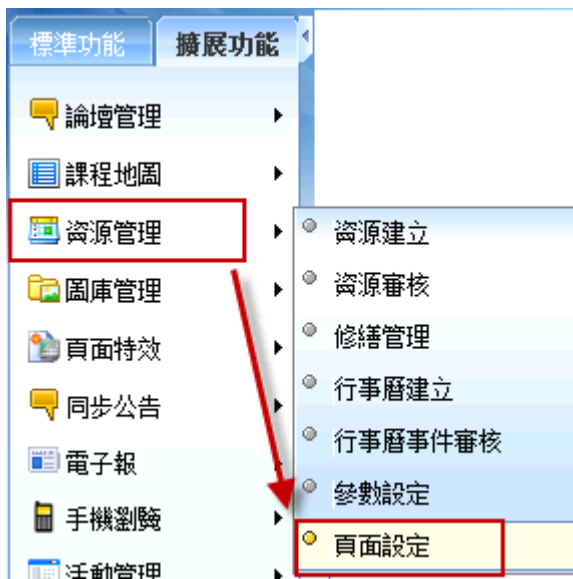 標準功能
擴展功能
論壇管理
課程地圖
資源管理
圖庫管理
頁面特效
同步公告
電子報
手機瀏覽
活動管理
資源建立
資源審核
修繕管理
行事曆建立
行事曆事件審核
參數設定
頁面設定